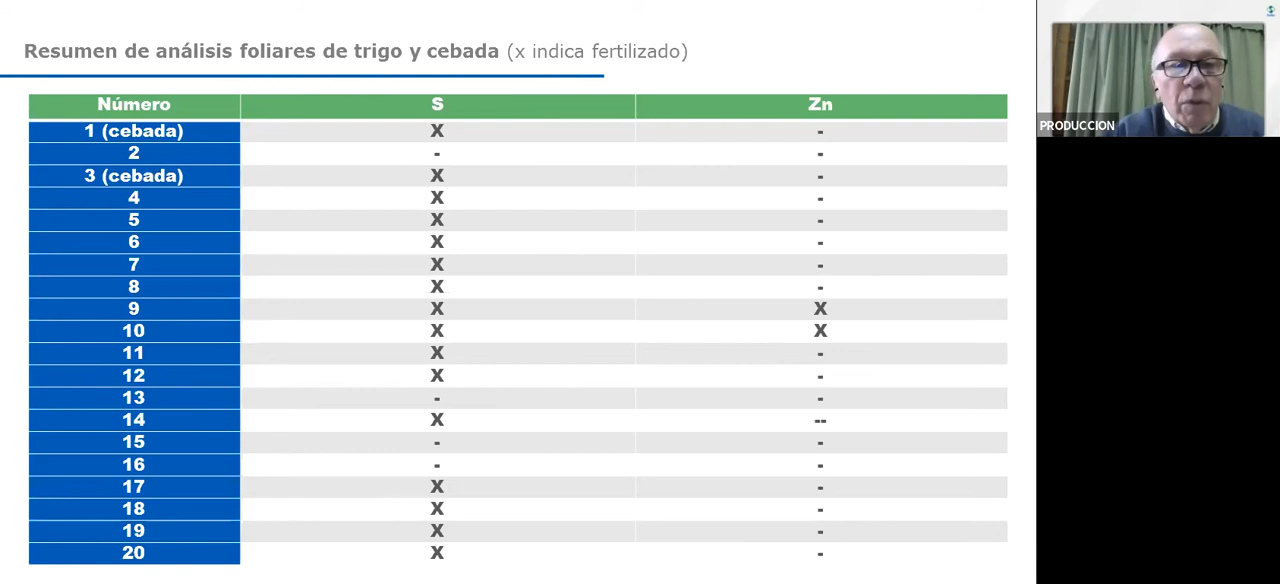 Resumen de análisis foliares de trigo y cebada (x indica fertilizado)
Número S Zn
1 (cebada) X -
2 - -
3 (cebada) X -
4 X -
5 X -
6 X -
7 X -
8 X -
9 X X
10 X X
11 X -
12 X -
13 - -
14 X --
15 - -
16 - -
17 X -
18 X -
19 X -
20 X -
PRODUCCION